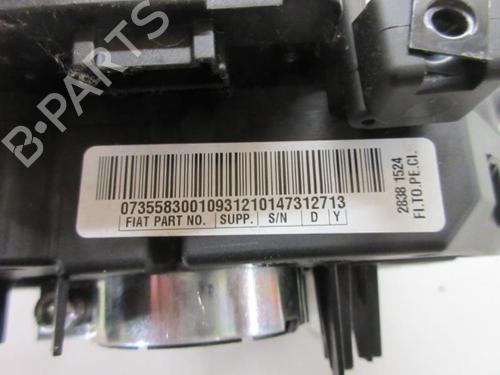 07355830010931210147312713
FIAT PART NO. SUPP. S/N D Y
2838 1524
FI.TO.PE.CI.
B-PARTS